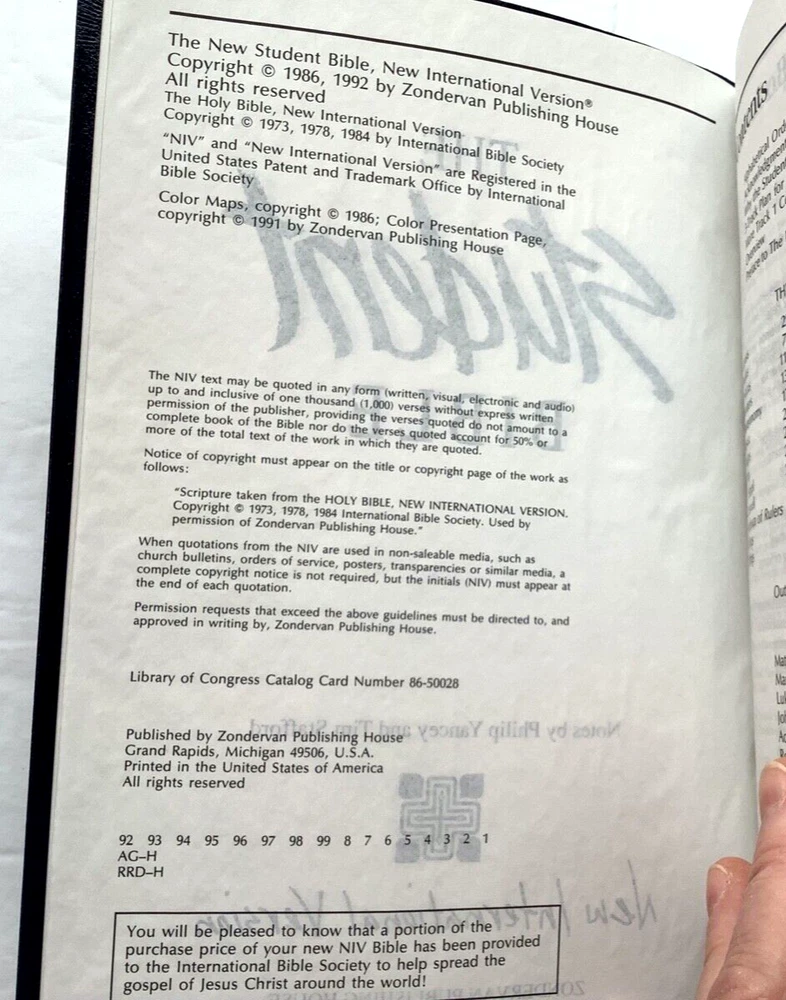 The New Student Bible, New International Version®
Copyright © 1986, 1992 by Zondervan Publishing House
All rights reserved
The Holy Bible, New International Version
Copyright © 1973, 1978, 1984 by International Bible Society
“NIV” and “New International Version” are Registered in the
United States Patent and Trademark Office by International
Bible Society
Color Maps, copyright © 1986; Color Presentation Page,
copyright © 1991 by Zondervan Publishing House
The NIV text may be quoted in any form (written, visual, electronic and audio)
up to and inclusive of one thousand (1,000) verses without express written
permission of the publisher, providing the verses quoted do not amount to a
complete book of the Bible nor do the verses quoted account for 50% or
more of the total text of the work in which they are quoted.
Notice of copyright must appear on the title or copyright page of the work as
follows:
“Scripture taken from the HOLY BIBLE, NEW INTERNATIONAL VERSION.
Copyright © 1973, 1978, 1984 International Bible Society. Used by
permission of Zondervan Publishing House.”
When quotations from the NIV are used in non-saleable media, such as
church bulletins, orders of service, posters, transparencies or similar media, a
complete copyright notice is not required, but the initials (NIV) must appear at
the end of each quotation.
Permission requests that exceed the above guidelines must be directed to, and
approved in writing by, Zondervan Publishing House.
Library of Congress Catalog Card Number 86-50028
Published by Zondervan Publishing House
Grand Rapids, Michigan 49506, U.S.A.
Printed in the United States of America
All rights reserved
92 93 94 95 96 97 98 99 8 7 6 5 4 3 2 1
AG–H
RRD–H
You will be pleased to know that a portion of the
purchase price of your new NIV Bible has been provided
to the International Bible Society to help spread the
gospel of Jesus Christ around the world!